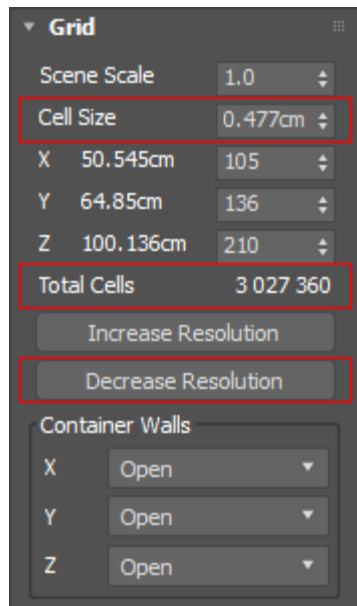 Grid
Scene Scale 1.0
Cell Size 0.477cm
X 50.545cm 105
Y 64.85cm 136
Z 100.136cm 210
Total Cells 3 027 360
Increase Resolution
Decrease Resolution
Container Walls
X Open
Y Open
Z Open